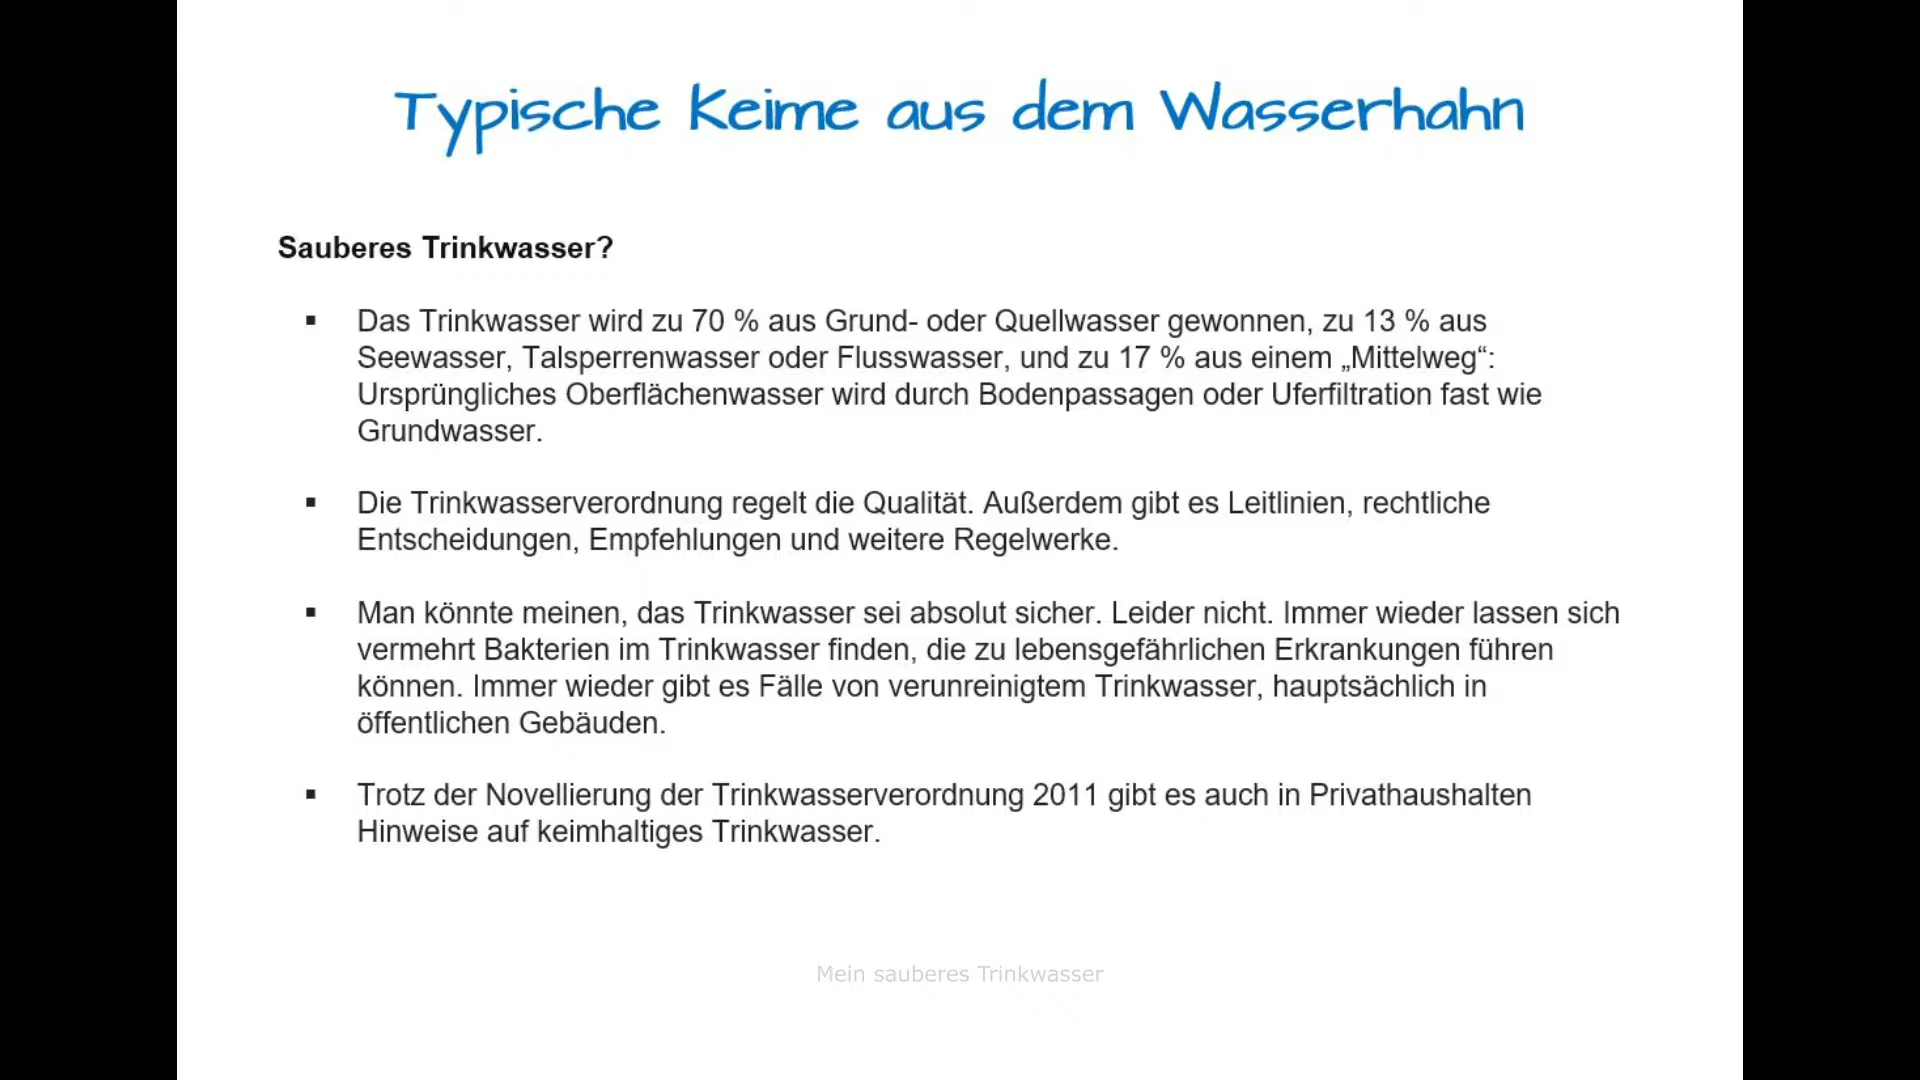 Typische Keime aus dem Wasserhahn
Sauberes Trinkwasser?
▪ Das Trinkwasser wird zu 70 % aus Grund- oder Quellwasser gewonnen, zu 13 % aus
Seewasser, Talsperrenwasser oder Flusswasser, und zu 17 % aus einem „Mittelweg“:
Ursprüngliches Oberflächenwasser wird durch Bodenpassagen oder Uferfiltration fast wie
Grundwasser.
▪ Die Trinkwasserverordnung regelt die Qualität. Außerdem gibt es Leitlinien, rechtliche
Entscheidungen, Empfehlungen und weitere Regelwerke.
▪ Man könnte meinen, das Trinkwasser sei absolut sicher. Leider nicht. Immer wieder lassen sich
vermehrt Bakterien im Trinkwasser finden, die zu lebensgefährlichen Erkrankungen führen
können. Immer wieder gibt es Fälle von verunreinigtem Trinkwasser, hauptsächlich in
öffentlichen Gebäuden.
▪ Trotz der Novellierung der Trinkwasserverordnung 2011 gibt es auch in Privathaushalten
Hinweise auf keimhaltiges Trinkwasser.
Mein sauberes Trinkwasser